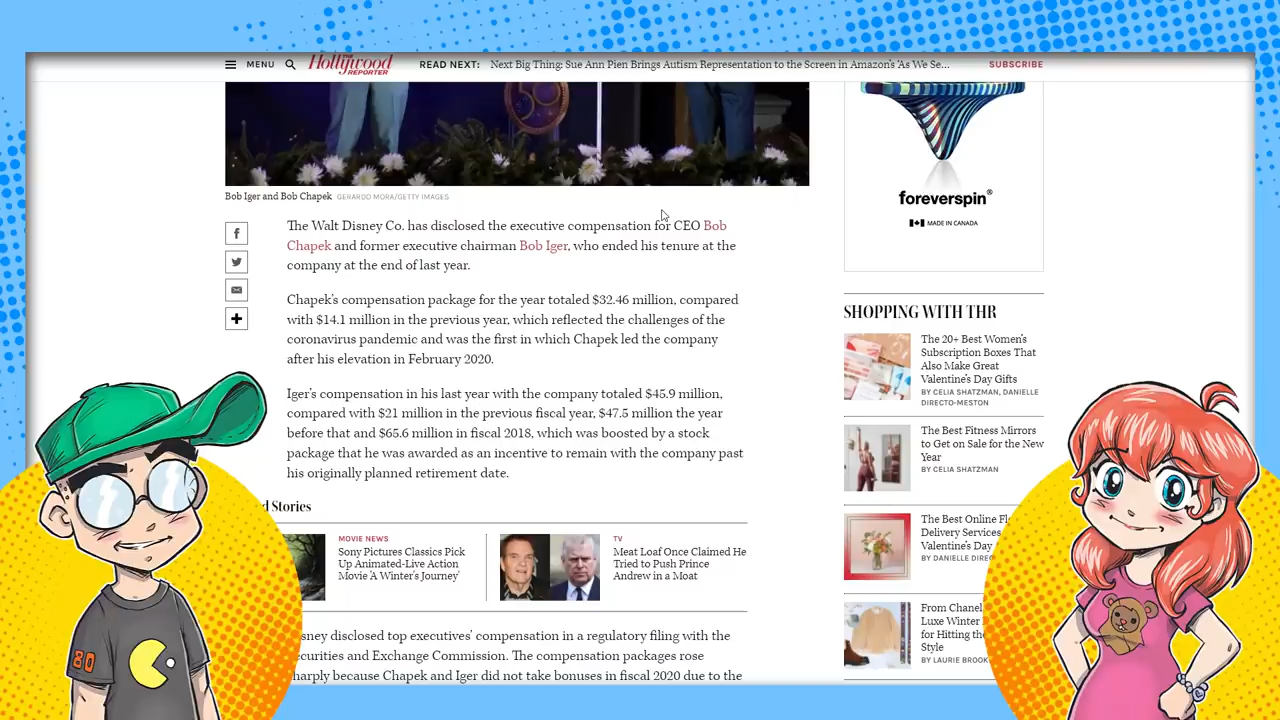 MENU
Hollywood
REPORTER
READ NEXT: Next Big Thing: Sue Ann Pien Brings Autism Representation to the Screen in Amazon's 'As We Se...
SUBSCRIBE
50
Bob Iger and Bob Chapek GERARDO MORA/GETTY IMAGES
The Walt Disney Co. has disclosed the executive compensation for CEO Bob
Chapek and former executive chairman Bob Iger, who ended his tenure at the
company at the end of last year.
Chapek's compensation package for the year totaled $32.46 million, compared
with $14.1 million in the previous year, which reflected the challenges of the
coronavirus pandemic and was the first in which Chapek led the company
after his elevation in February 2020.
Iger's compensation in his last year with the company totaled $45.9 million,
compared with $21 million in the previous fiscal year, $47.5 million the year
before that and $65.6 million in fiscal 2018, which was boosted by a stock
package that he was awarded as an incentive to remain with the company past
his originally planned retirement date.
d Stories
MOVIE NEWS
Sony Pictures Classics Pick
Up Animated-Live Action
Movie 'A Winter's Journey'
TV
Meat Loaf Once Claimed He
Tried to Push Prince
Andrew in a Moat
sney disclosed top executives' compensation in a regulatory filing with the
ecurities and Exchange Commission. The compensation packages rose
harply because Chapek and Iger did not take bonuses in fiscal 2020 due to the
foreverspin®
MADE IN CANADA
SHOPPING WITH THR
The 20+ Best Women's
Subscription Boxes That
Also Make Great
Valentine's Day Gifts
BY CELIA SHATZMAN, DANIELLE
DIRECTO-MESTON
The Best Fitness Mirrors
to Get on Sale for the New
Year
BY CELIA SHATZMAN
The Best Online Fl
Delivery Services
Valentine's Day
BY DANIELLE DIREC
From Chanel
Luxe Winter
for Hitting the
Style
BY LAURIE BROOK
80